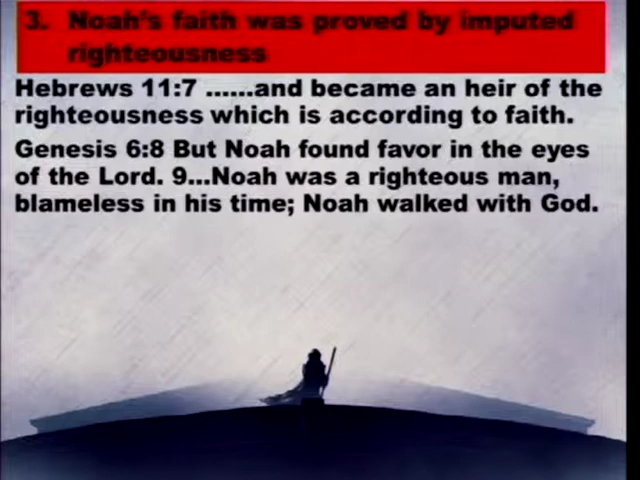 3. Noah's faith was proved by imputed
righteousness
Hebrews 11:7 ......and became an heir of the
righteousness which is according to faith.
Genesis 6:8 But Noah found favor in the eyes
of the Lord. 9...Noah was a righteous man,
blameless in his time; Noah walked with God.